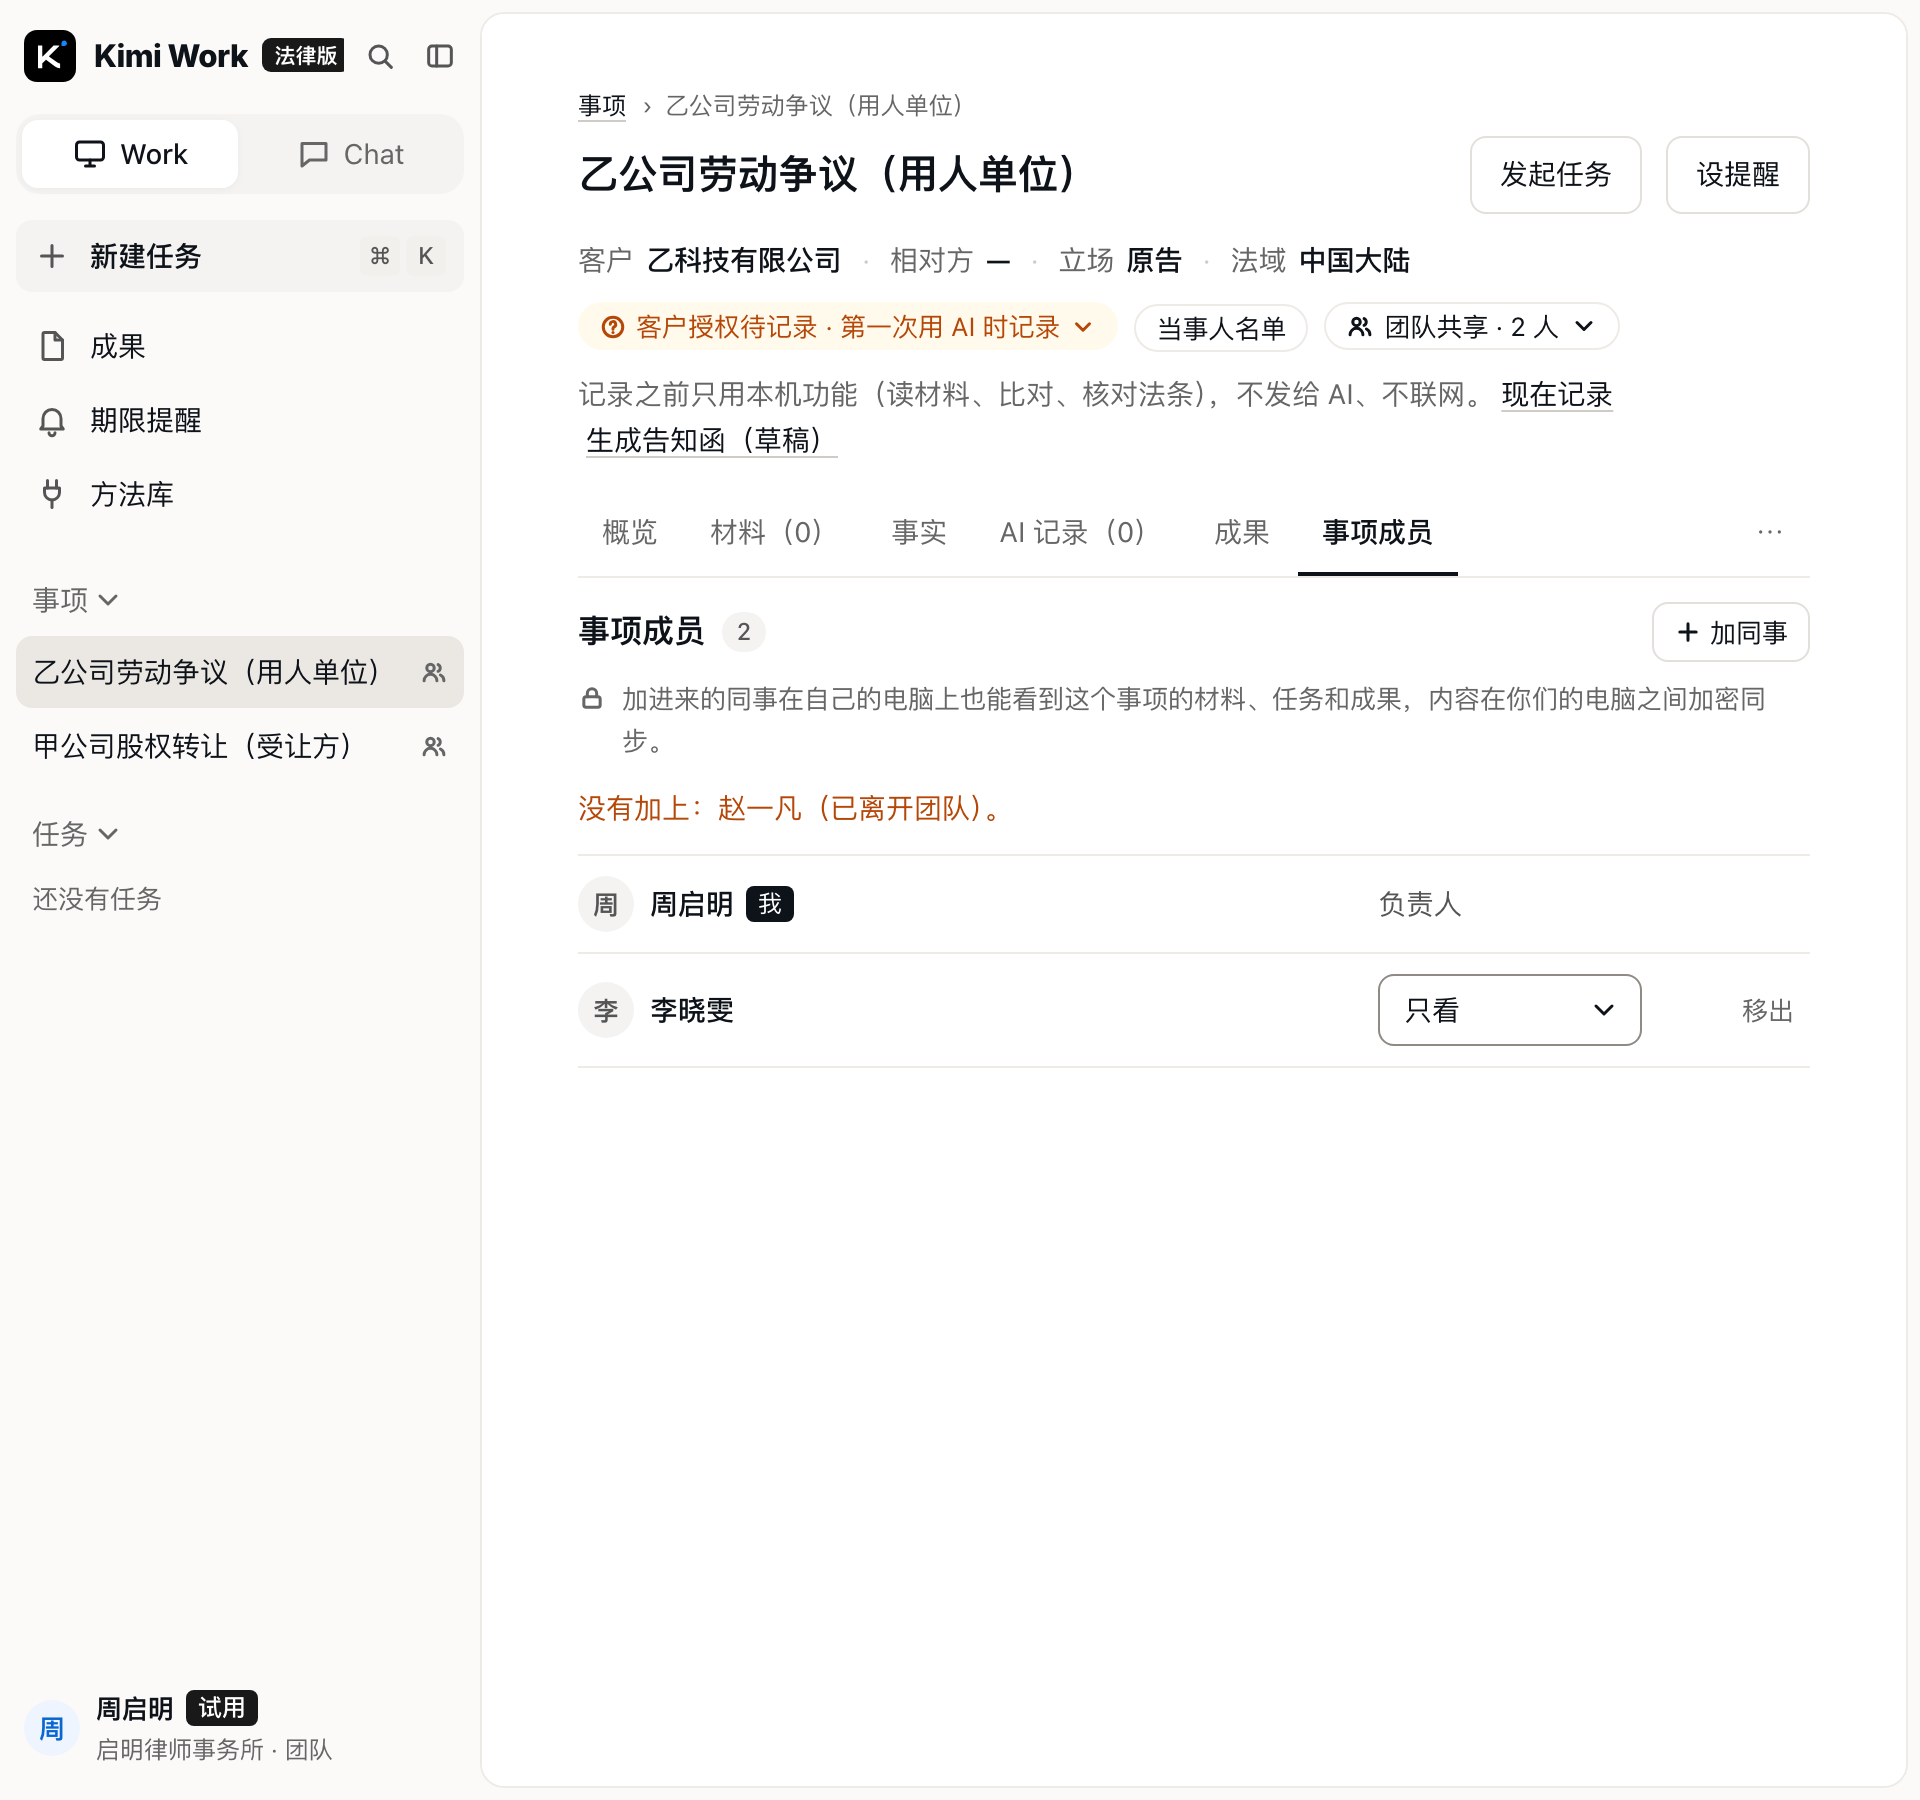 Kimi Work 法律版
Work
Chat
新建任务 ⌘ K
成果
期限提醒
方法库
事项
乙公司劳动争议（用人单位）
甲公司股权转让（受让方）
任务
还没有任务
周启明 试用
启明律师事务所 · 团队
事项 › 乙公司劳动争议（用人单位）
乙公司劳动争议（用人单位）
发起任务
设提醒
客户 乙科技有限公司 · 相对方 — · 立场 原告 · 法域 中国大陆
客户授权待记录 · 第一次用 AI 时记录
当事人名单
团队共享 · 2 人
记录之前只用本机功能（读材料、比对、核对法条），不发给 AI、不联网。 现在记录
生成告知函（草稿）
概览 材料（0） 事实 AI 记录（0） 成果 事项成员 ···
事项成员 2
+ 加同事
加进来的同事在自己的电脑上也能看到这个事项的材料、任务和成果，内容在你们的电脑之间加密同
步。
没有加上：赵一凡（已离开团队）。
周 周启明 我 负责人
李 李晓雯 只看 移出
周